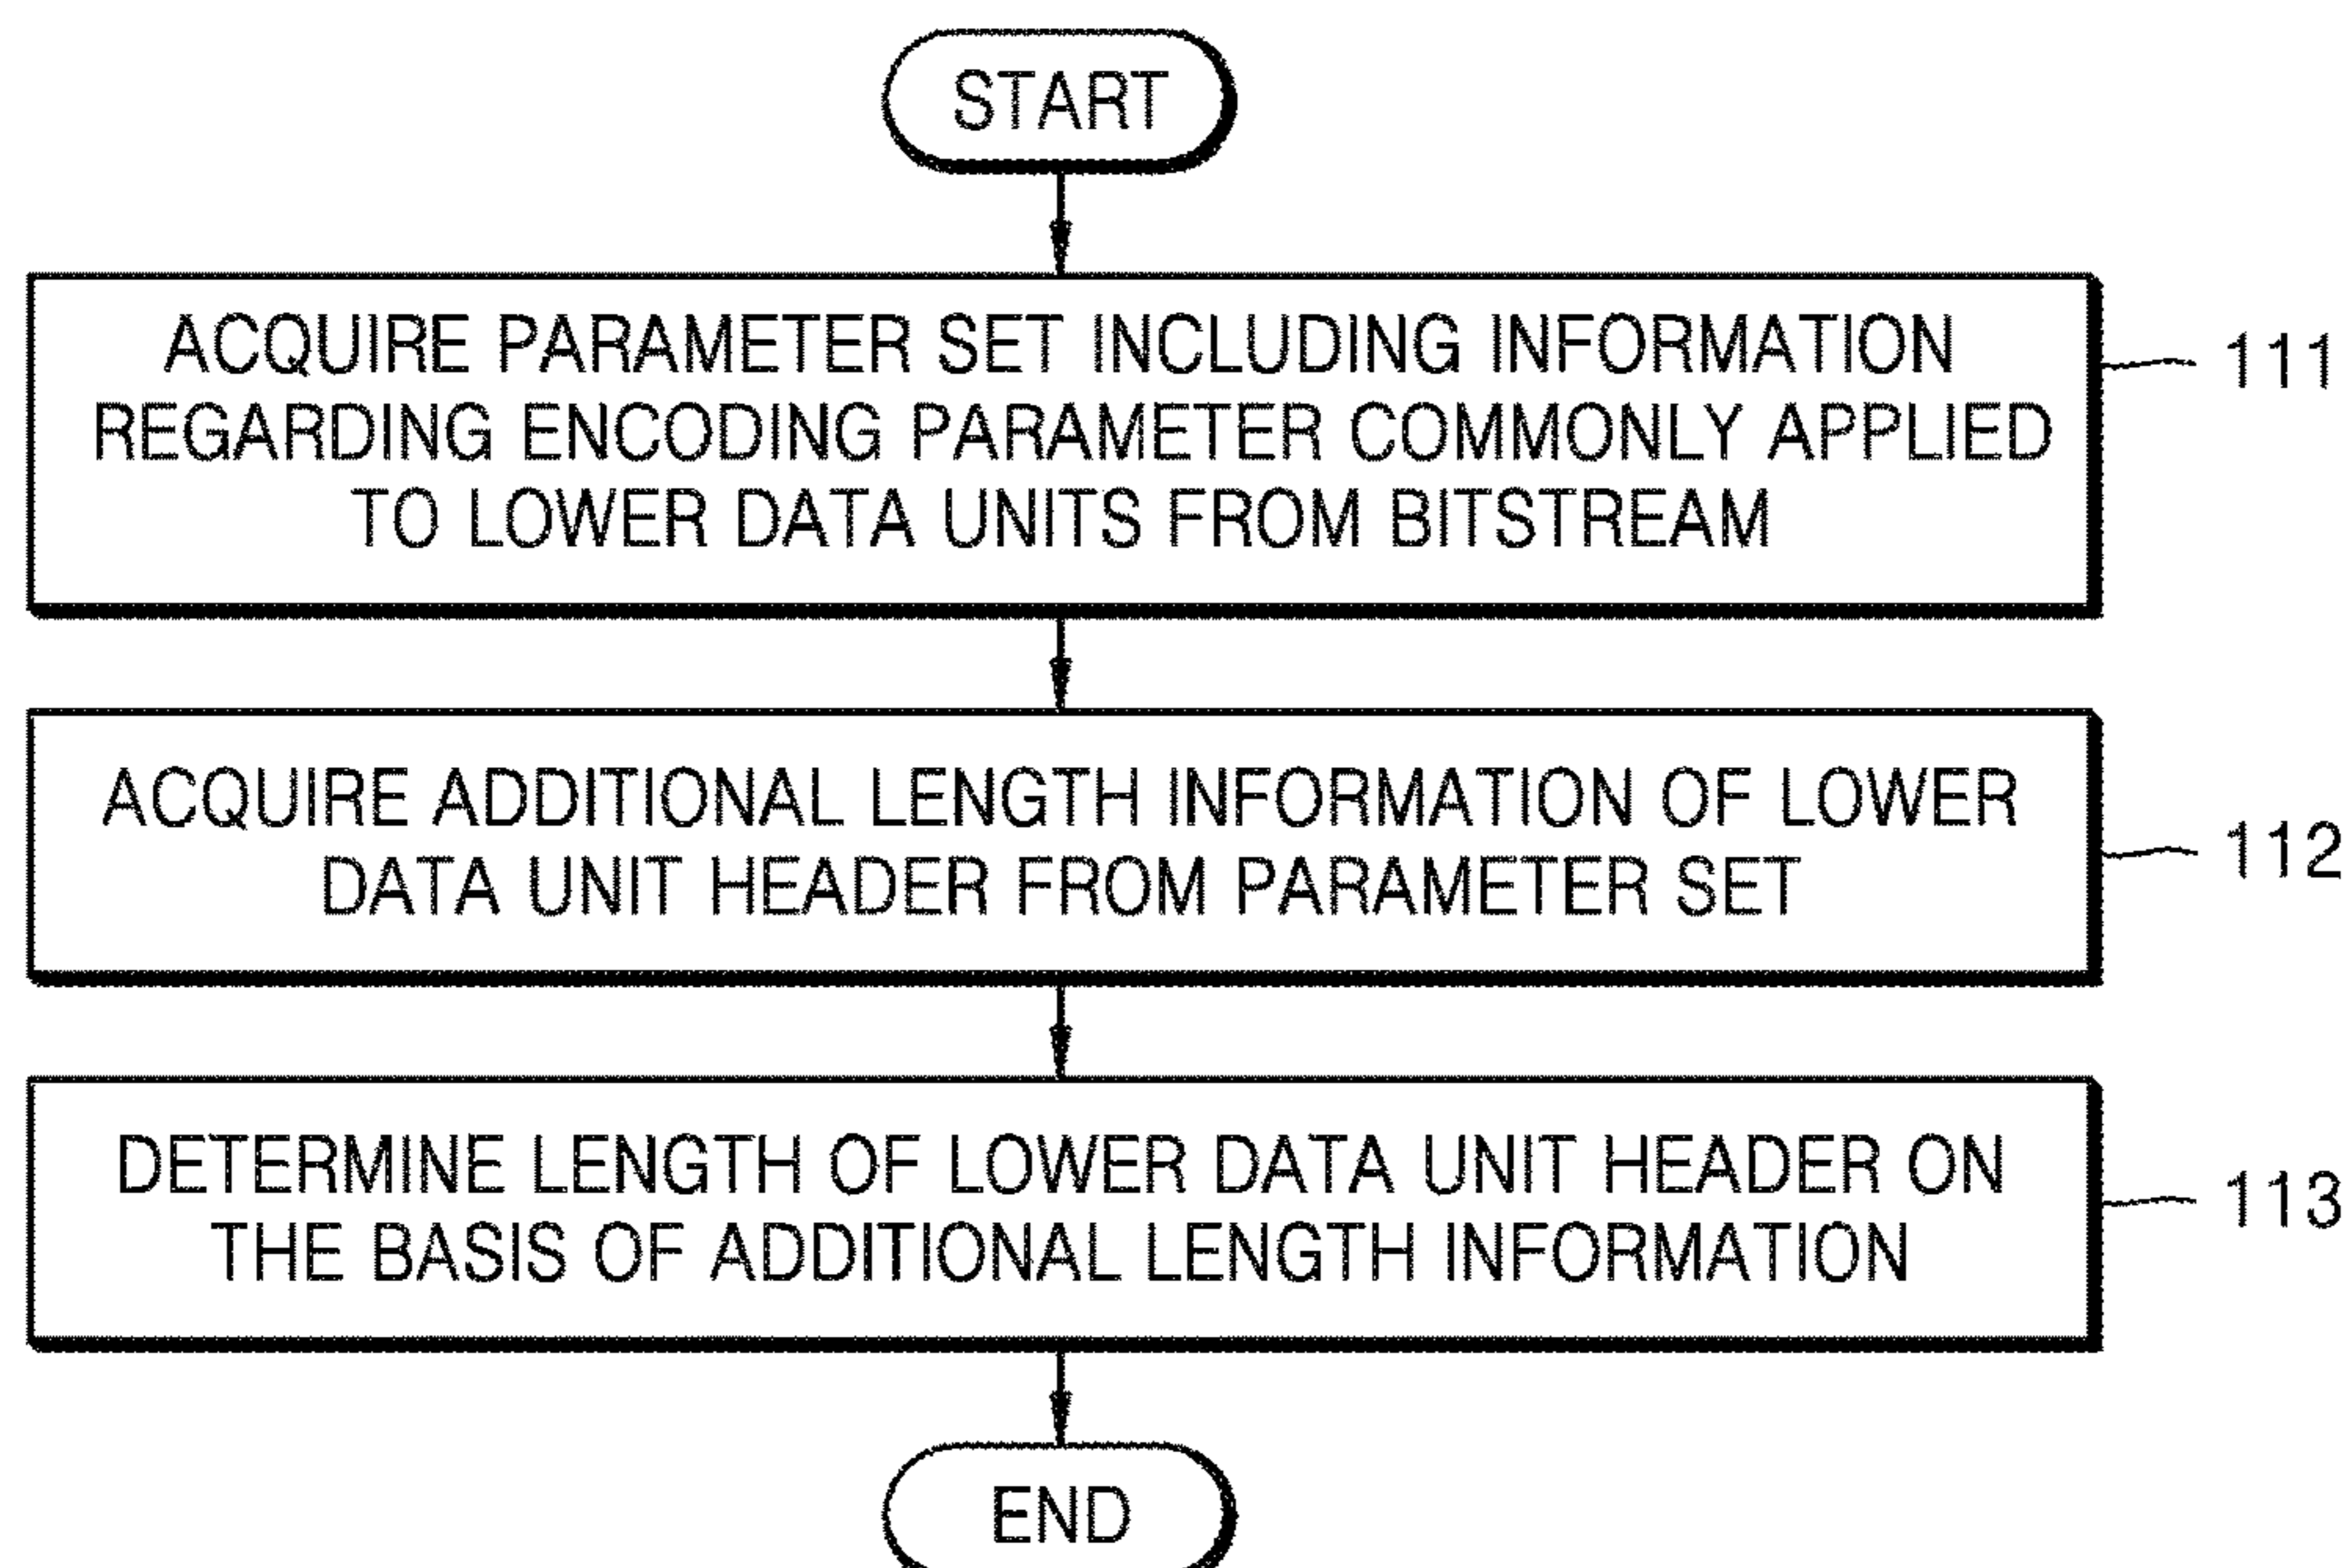 START
ACQUIRE PARAMETER SET INCLUDING INFORMATION
REGARDING ENCODING PARAMETER COMMONLY APPLIED
TO LOWER DATA UNITS FROM BITSTREAM
111
ACQUIRE ADDITIONAL LENGTH INFORMATION OF LOWER
DATA UNIT HEADER FROM PARAMETER SET
112
DETERMINE LENGTH OF LOWER DATA UNIT HEADER ON
THE BASIS OF ADDITIONAL LENGTH INFORMATION
113
END